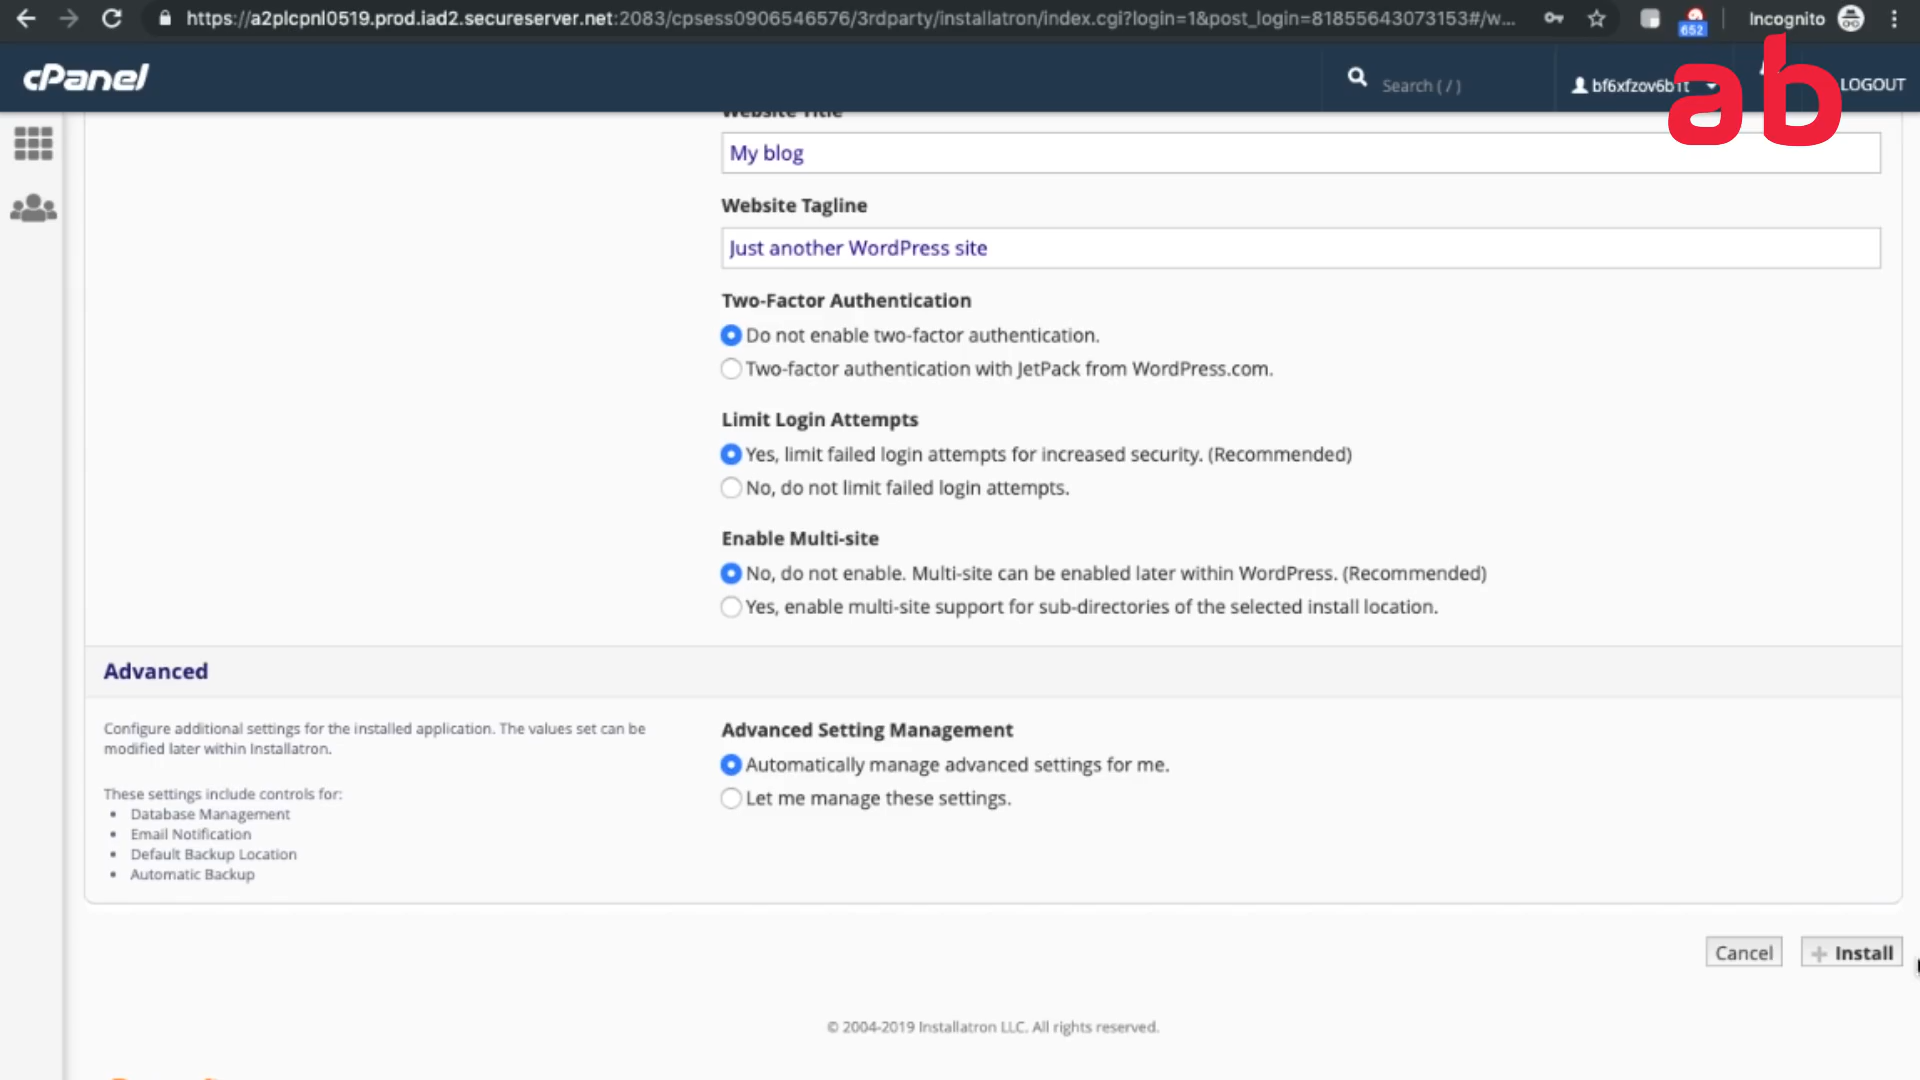 https://a2plcpnl0519.prod.iad2.secureserver.net:2083/cpsess0906546576/3rdparty/installatron/index.cgi?login=1&post_login=81855643073153#/w...
652
Incognito
cPanel
Search ( / )
bf6xfzov6b1t
LOGOUT
ab
Website Title
My blog
Website Tagline
Just another WordPress site
Two-Factor Authentication
Do not enable two-factor authentication.
Two-factor authentication with JetPack from WordPress.com.
Limit Login Attempts
Yes, limit failed login attempts for increased security. (Recommended)
No, do not limit failed login attempts.
Enable Multi-site
No, do not enable. Multi-site can be enabled later within WordPress. (Recommended)
Yes, enable multi-site support for sub-directories of the selected install location.
Advanced
Configure additional settings for the installed application. The values set can be
modified later within Installatron.
These settings include controls for:
• Database Management
• Email Notification
• Default Backup Location
• Automatic Backup
Advanced Setting Management
Automatically manage advanced settings for me.
Let me manage these settings.
Cancel
+ Install
© 2004-2019 Installatron LLC. All rights reserved.